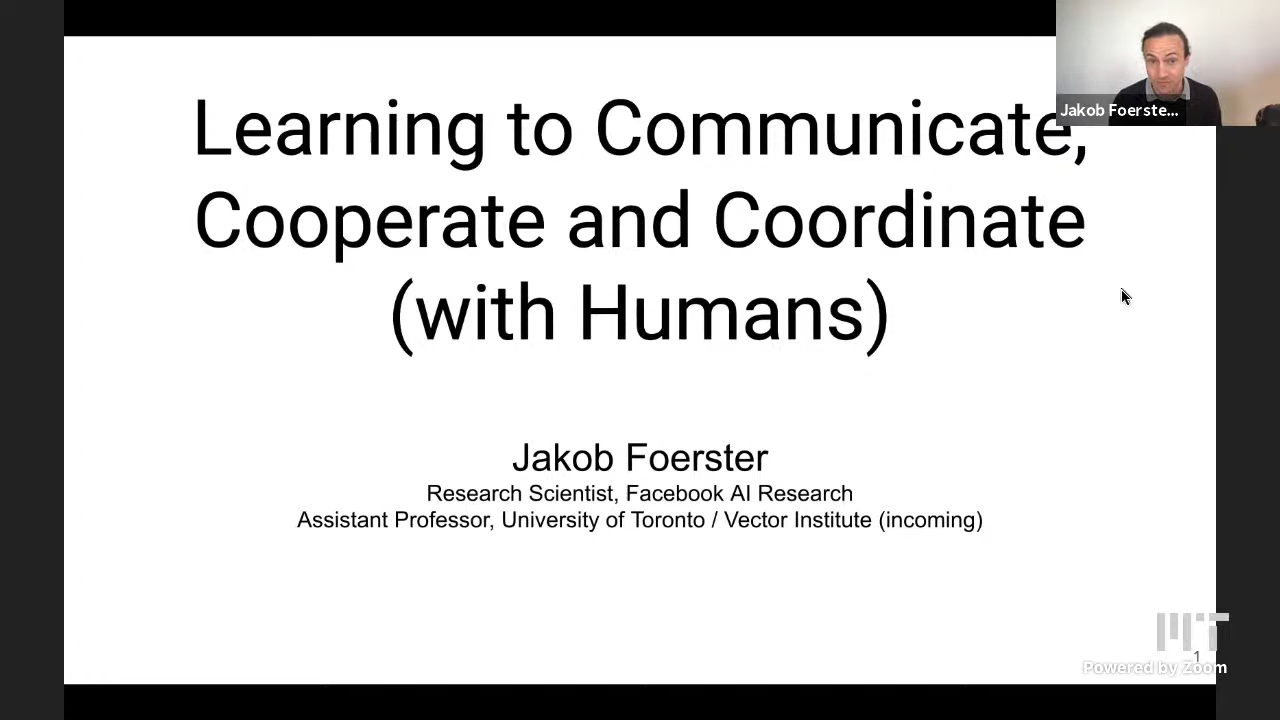 Learning to Communicate,
Cooperate and Coordinate
(with Humans)
Jakob Foerste...
Jakob Foerster
Research Scientist, Facebook AI Research
Assistant Professor, University of Toronto / Vector Institute (incoming)
MIT
1
Powered by Zoom